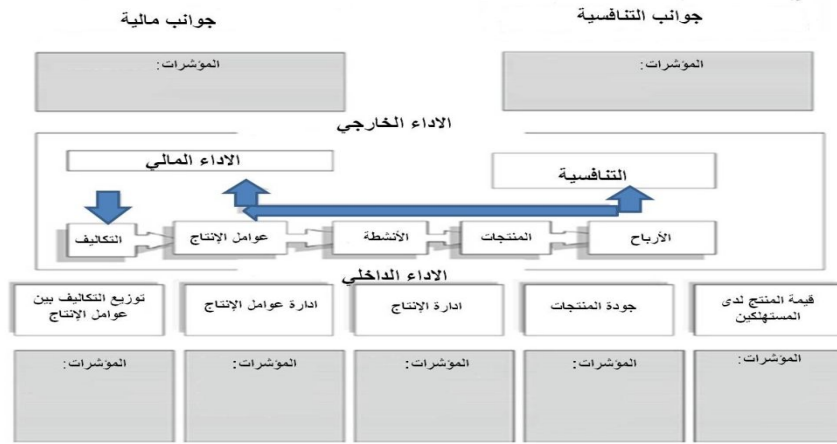 جوانب التنافسية
جوانب مالية
المؤشرات:
المؤشرات:
الاداء الخارجي
التنافسية
الاداء المالي
الأرباح
المنتجات
الأنشطة
عوامل الإنتاج
التكاليف
الاداء الداخلي
قيمة المنتج لدى
المستهلكين
جودة المنتجات
ادارة الإنتاج
ادارة عوامل الإنتاج
توزيع التكاليف بين
عوامل الإنتاج
المؤشرات:
المؤشرات:
المؤشرات:
المؤشرات:
المؤشرات: